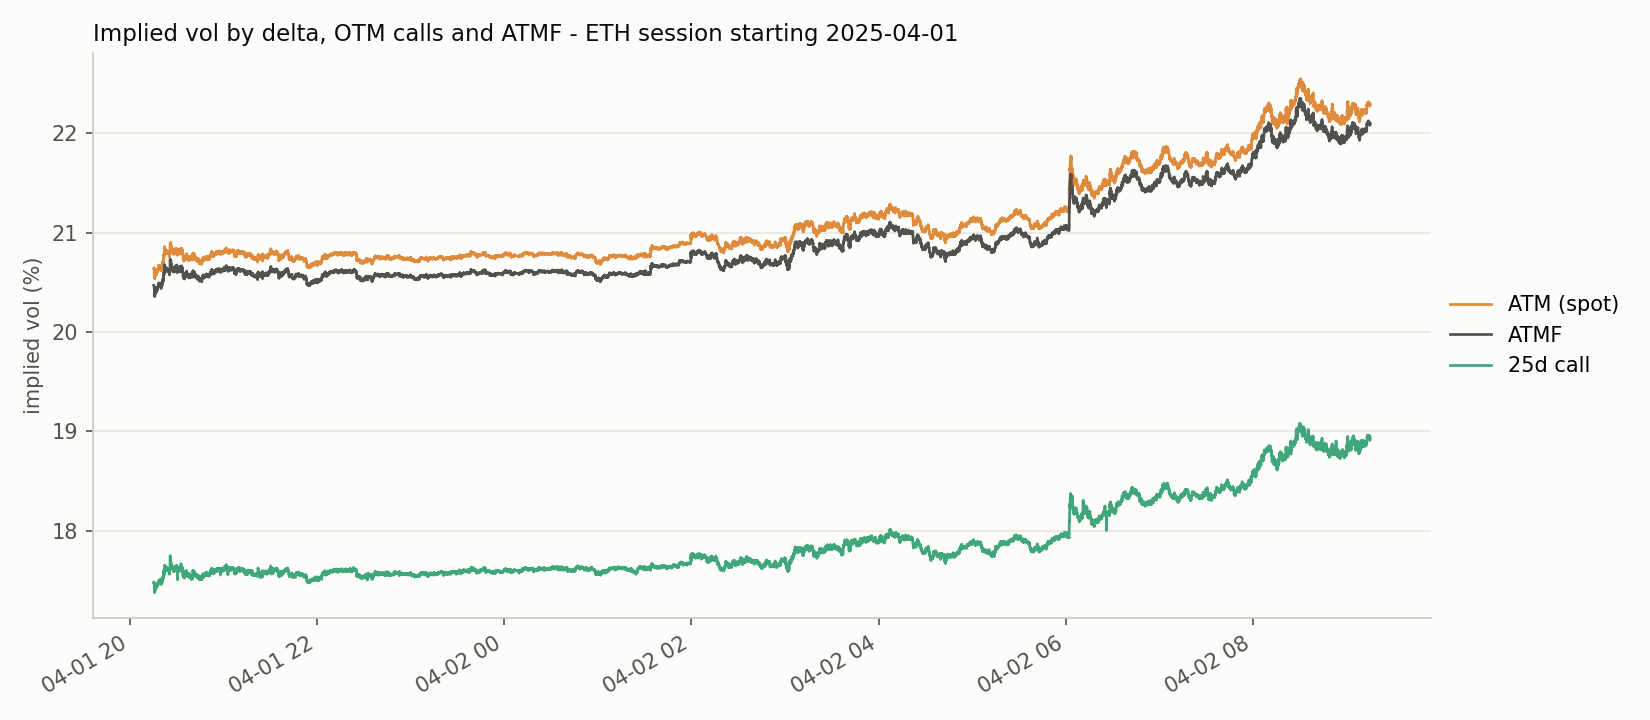 Implied vol by delta, OTM calls and ATMF - ETH session starting 2025-04-01
implied vol (%)
22
21
20
19
18
04-01 20
04-01 22
04-02 00
04-02 02
04-02 04
04-02 06
04-02 08
ATM (spot)
ATMF
25d call